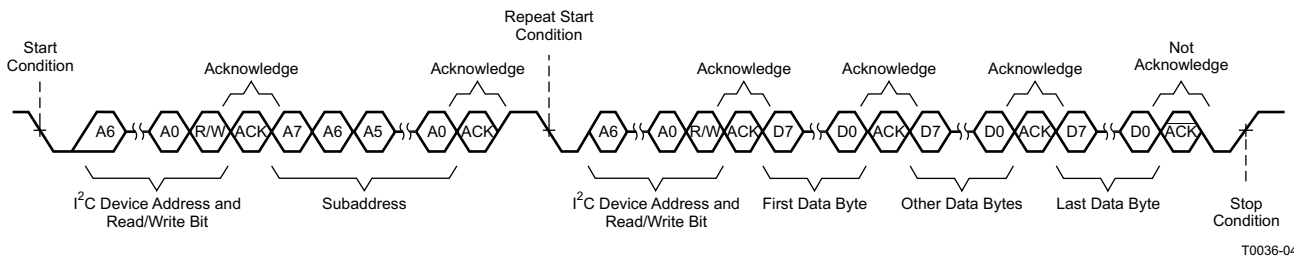 Repeat Start
Condition
Start
Condition
Not
Acknowledge
Acknowledge
Acknowledge
Acknowledge
Acknowledge
Acknowledge
A6 A0 R/W ACK A7 A6 A5 A0 ACK A6 A0 R/W ACK D7 D0 ACK D7 D0 ACK D7 D0 ACK
I²C Device Address and
Read/Write Bit
Subaddress
I²C Device Address and
Read/Write Bit
First Data Byte
Other Data Bytes
Last Data Byte
Stop
Condition
T0036-04